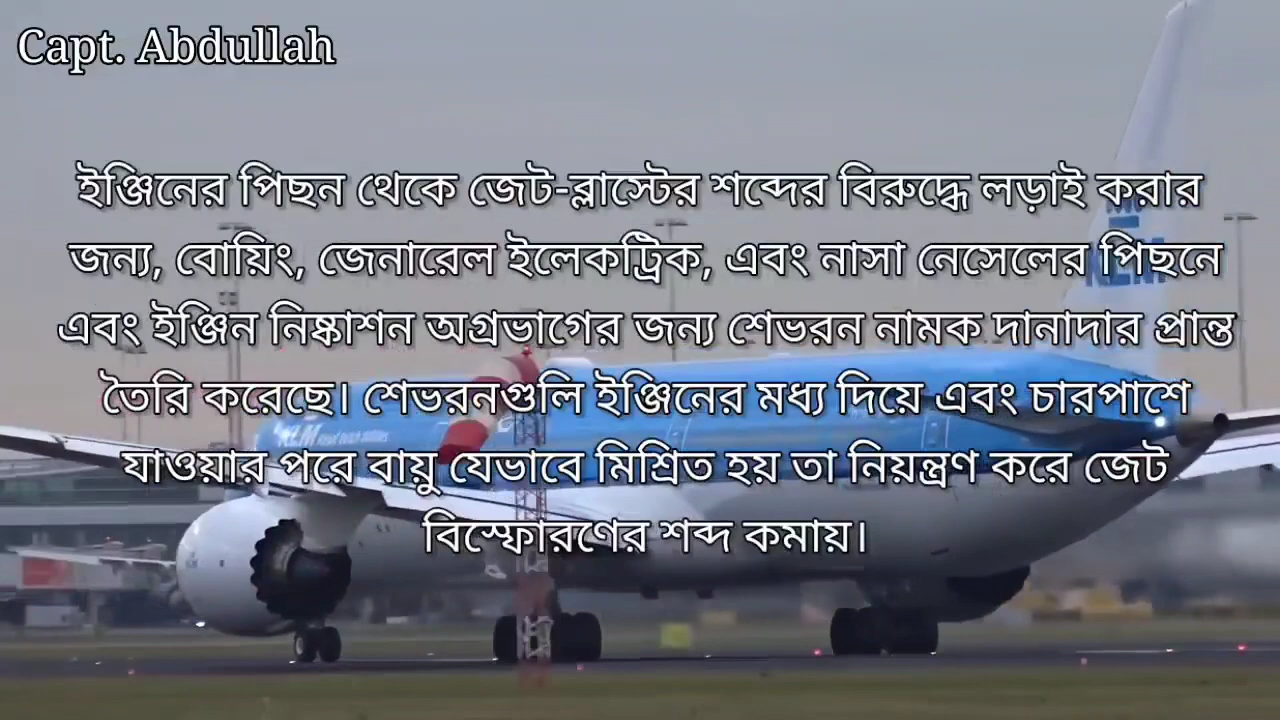 Capt. Abdullah
ইঞ্জিনের পিছন থেকে জেট-ব্লাস্টের শব্দের বিরুদ্ধে লড়াই করার
জন্য, বোয়িং, জেনারেল ইলেকট্রিক, এবং নাসা নেসেলের পিছনে
এবং ইঞ্জিন নিষ্কাশন অগ্রভাগের জন্য শেভরন নামক দানাদার প্রান্ত
তৈরি করেছে। শেভরনগুলি ইঞ্জিনের মধ্য দিয়ে এবং চারপাশে
যাওয়ার পরে বায়ু যেভাবে মিশ্রিত হয় তা নিয়ন্ত্রণ করে জেট
বিস্ফোরণের শব্দ কমায়।
KLM